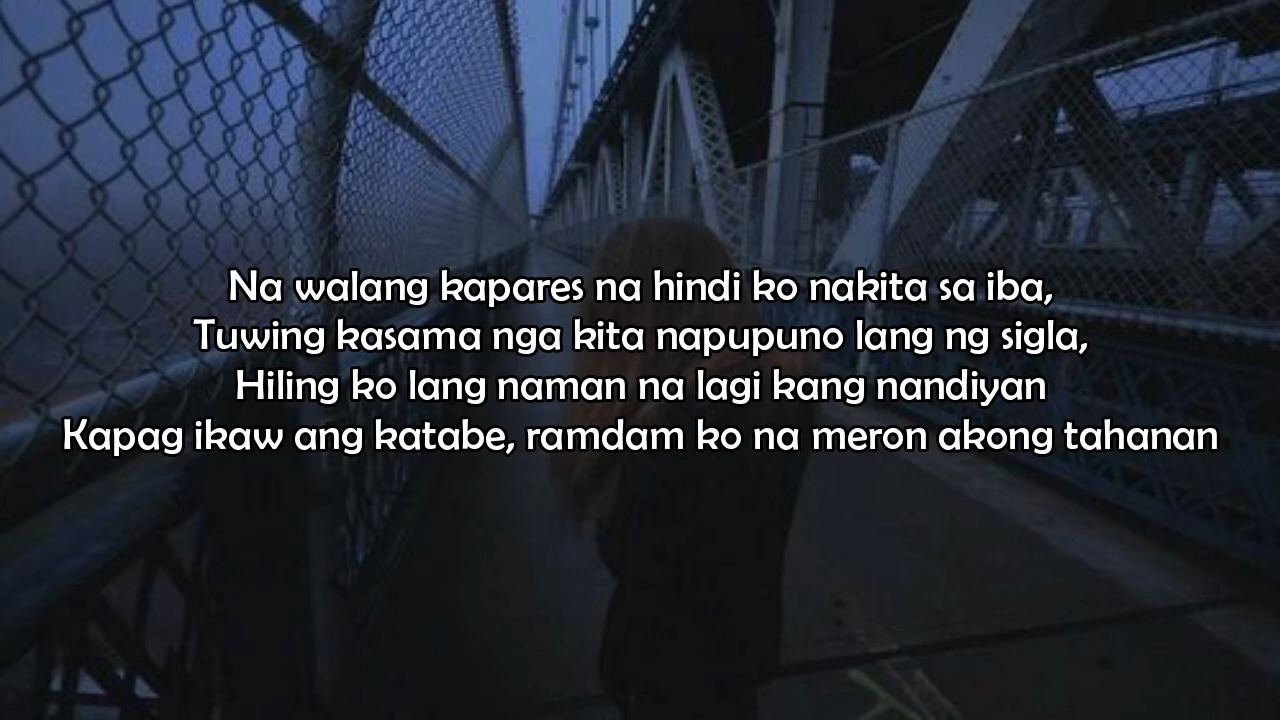 Na walang kapares na hindi ko nakita sa iba,
Tuwing kasama nga kita napupuno lang ng sigla,
Hiling ko lang naman na lagi kang nandiyan
Kapag ikaw ang katabe, ramdam ko na meron akong tahanan